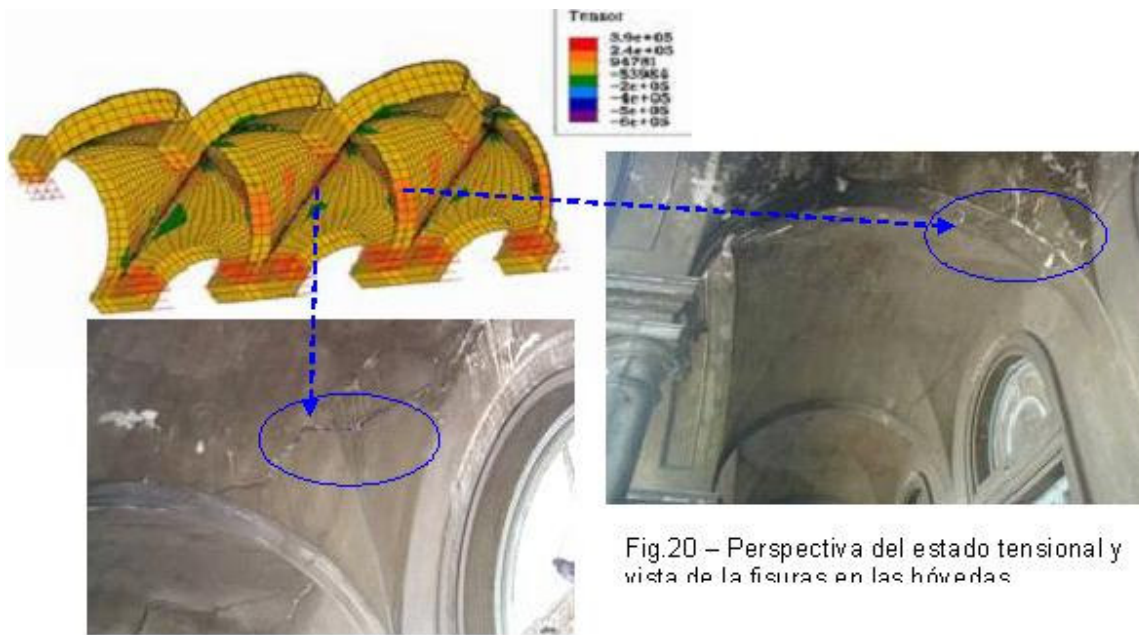 Tensor
3.9e+05
2.4e+05
94781
-53984
-2e+05
-4e+05
-5e+05
-6e+05
Fig.20 – Perspectiva del estado tensional y
vista de la fisuras en las bóvedas